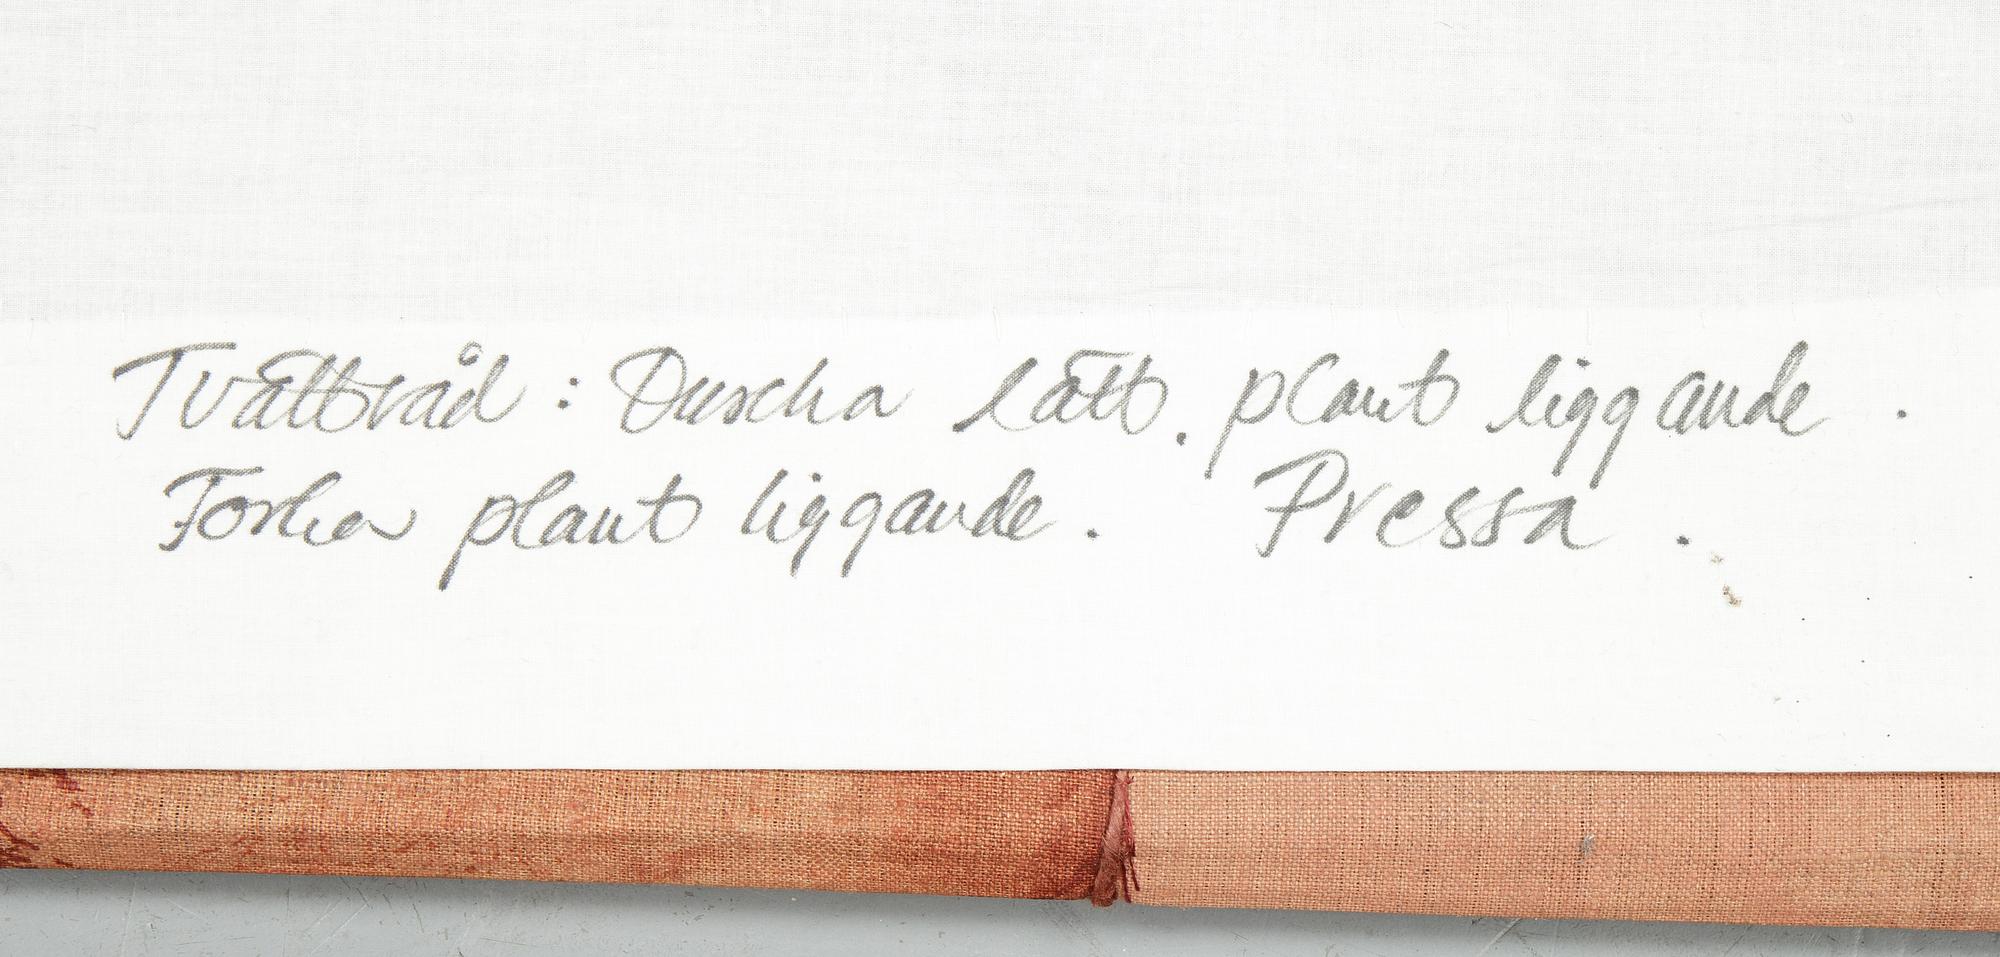 Tvättråd : Duscha lätt. plant liggande .
Torka plant liggande . Pressa .